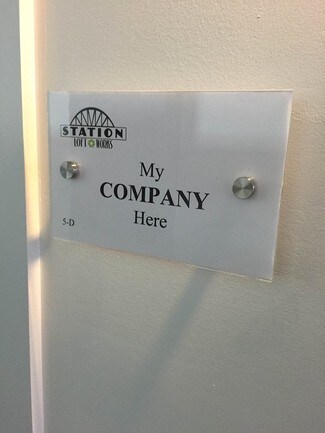 STATION
LOFT WORKS
My
COMPANY
Here
5-D